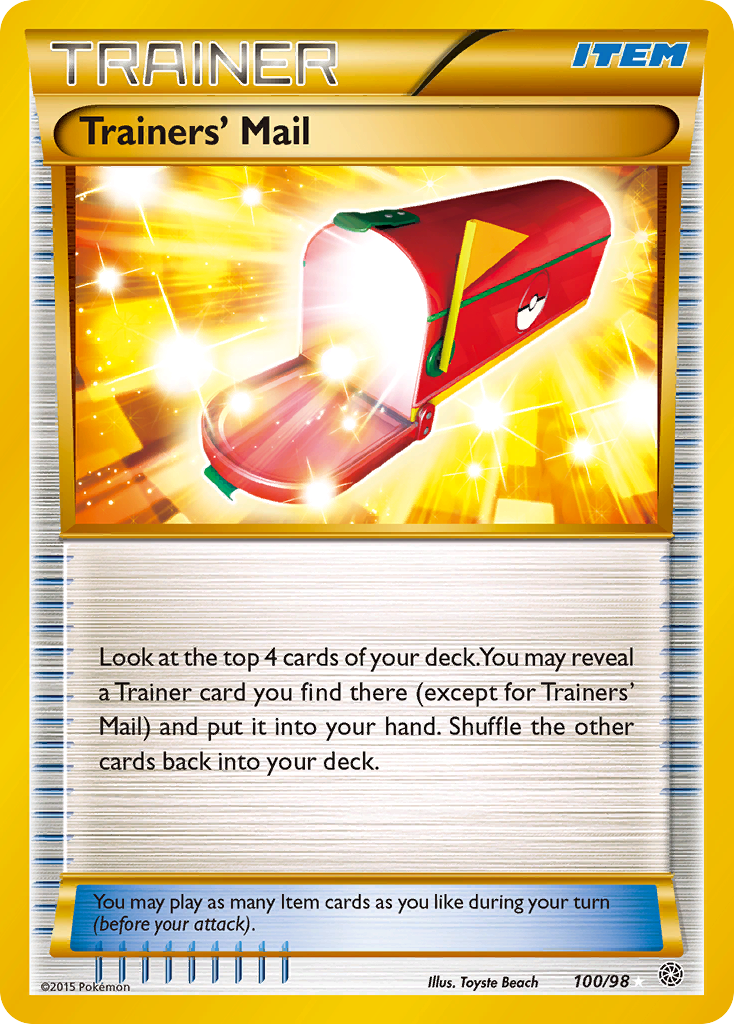 TRAINER
ITEM
Trainers’ Mail
Look at the top 4 cards of your deck.You may reveal
a Trainer card you find there (except for Trainers’
Mail) and put it into your hand. Shuffle the other
cards back into your deck.
You may play as many Item cards as you like during your turn
(before your attack).
©2015 Pokémon
Illus. Toyste Beach
100/98